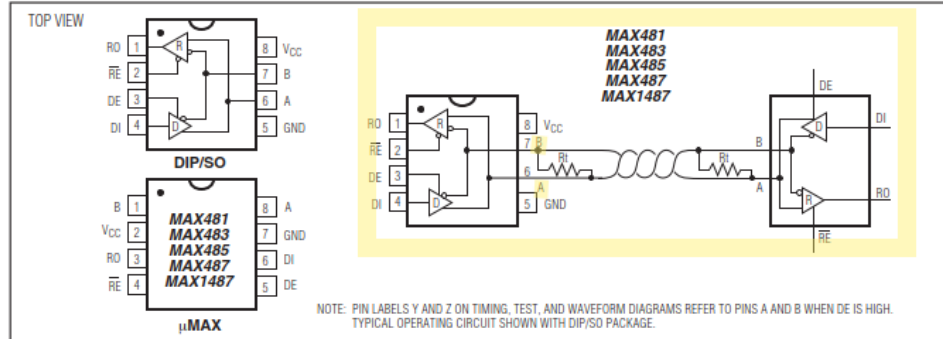 TOP VIEW
RO 1
RE 2
DE 3
DI 4
8 VCC
7 B
6 A
5 GND
R
D
DIP/SO
B 1
VCC 2
RO 3
RE 4
MAX481
MAX483
MAX485
MAX487
MAX1487
8 A
7 GND
6 DI
5 DE
µMAX
MAX481
MAX483
MAX485
MAX487
MAX1487
RO 1
RE 2
DE 3
DI 4
R
D
8 VCC
7 B
6 A
5 GND
Rt
Rt
B
A
DE
D
DI
R
RO
RE
NOTE: PIN LABELS Y AND Z ON TIMING, TEST, AND WAVEFORM DIAGRAMS REFER TO PINS A AND B WHEN DE IS HIGH.
TYPICAL OPERATING CIRCUIT SHOWN WITH DIP/SO PACKAGE.